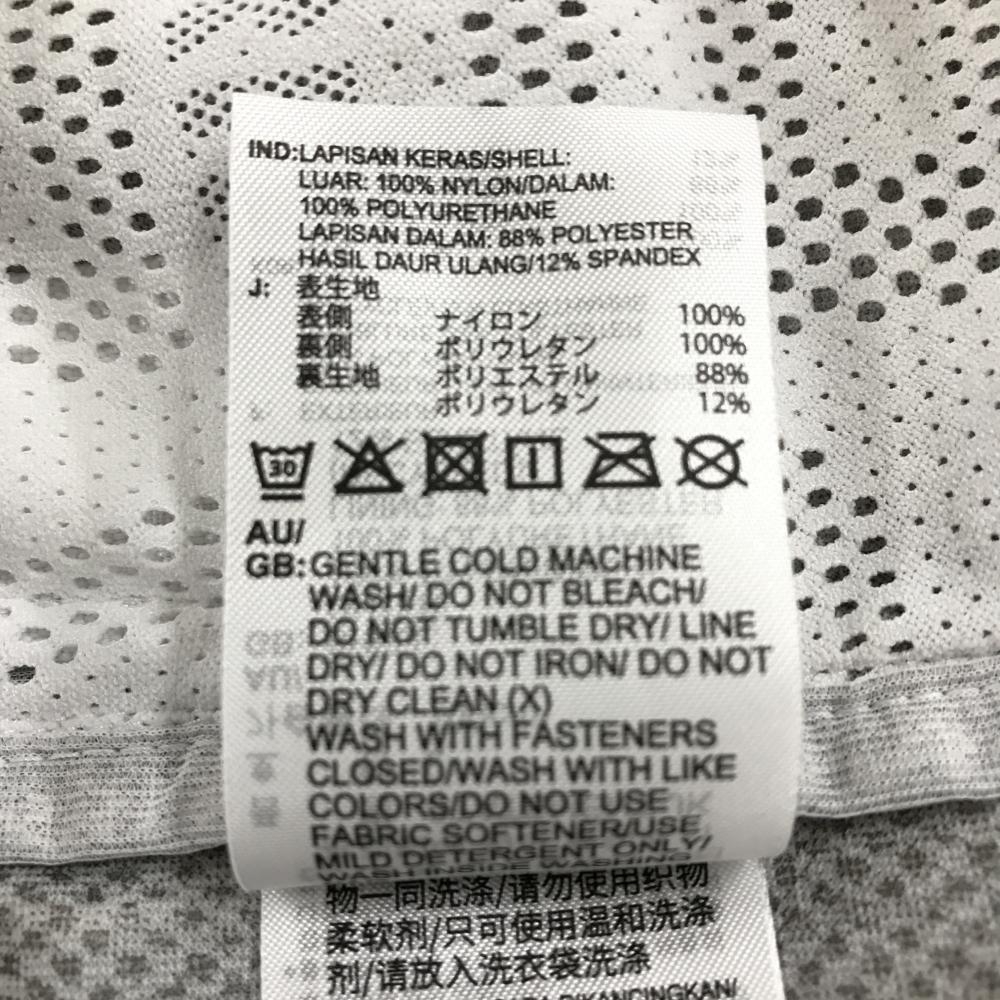 IND:LAPISAN KERAS/SHELL:
LUAR: 100% NYLON/DALAM:
100% POLYURETHANE
LAPISAN DALAM: 88% POLYESTER
HASIL DAUR ULANG/12% SPANDEX
J: 表生地
表側 ナイロン 100%
裏側 ポリウレタン 100%
裏生地 ポリエステル 88%
ポリウレタン 12%
30
AU/
GB:GENTLE COLD MACHINE
WASH/ DO NOT BLEACH/
DO NOT TUMBLE DRY/ LINE
DRY/ DO NOT IRON/ DO NOT
DRY CLEAN (X)
WASH WITH FASTENERS
CLOSED/WASH WITH LIKE
COLORS/DO NOT USE
FABRIC SOFTENER/USE
MILD DETERGENT ONLY/
物一同洗涤/请勿使用织物
柔软剂/只可使用温和洗涤
剂/请放入洗衣袋洗涤